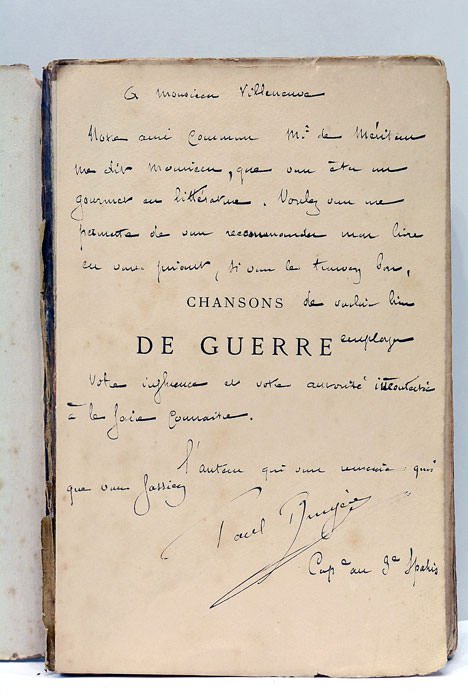 A Monsieur Villeneuve
Notre ami commun Mr de Méritens
me dit Monsieur, que vous êtes un
gourmet en littérature. Voulez vous me
permettre de vous recommander mon livre
en vous priant, si vous le trouvez bon,
CHANSONS de vouloir bien
DE GUERRE employer
votre influence et votre autorité incontestée
à le faire connaitre.
l'auteur qui vous remercie quoi
que vous fassiez
Paul
Cape au 3e Spahis